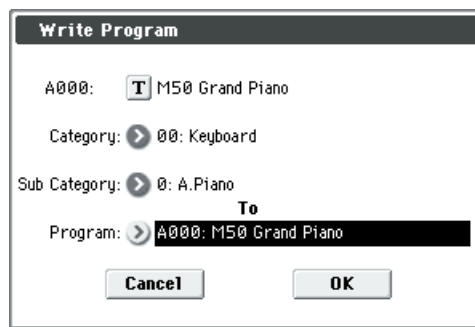 Write Program
A000: T M50 Grand Piano
Category: 00: Keyboard
Sub Category: 0: A.Piano
To
Program: A000: M50 Grand Piano
Cancel OK